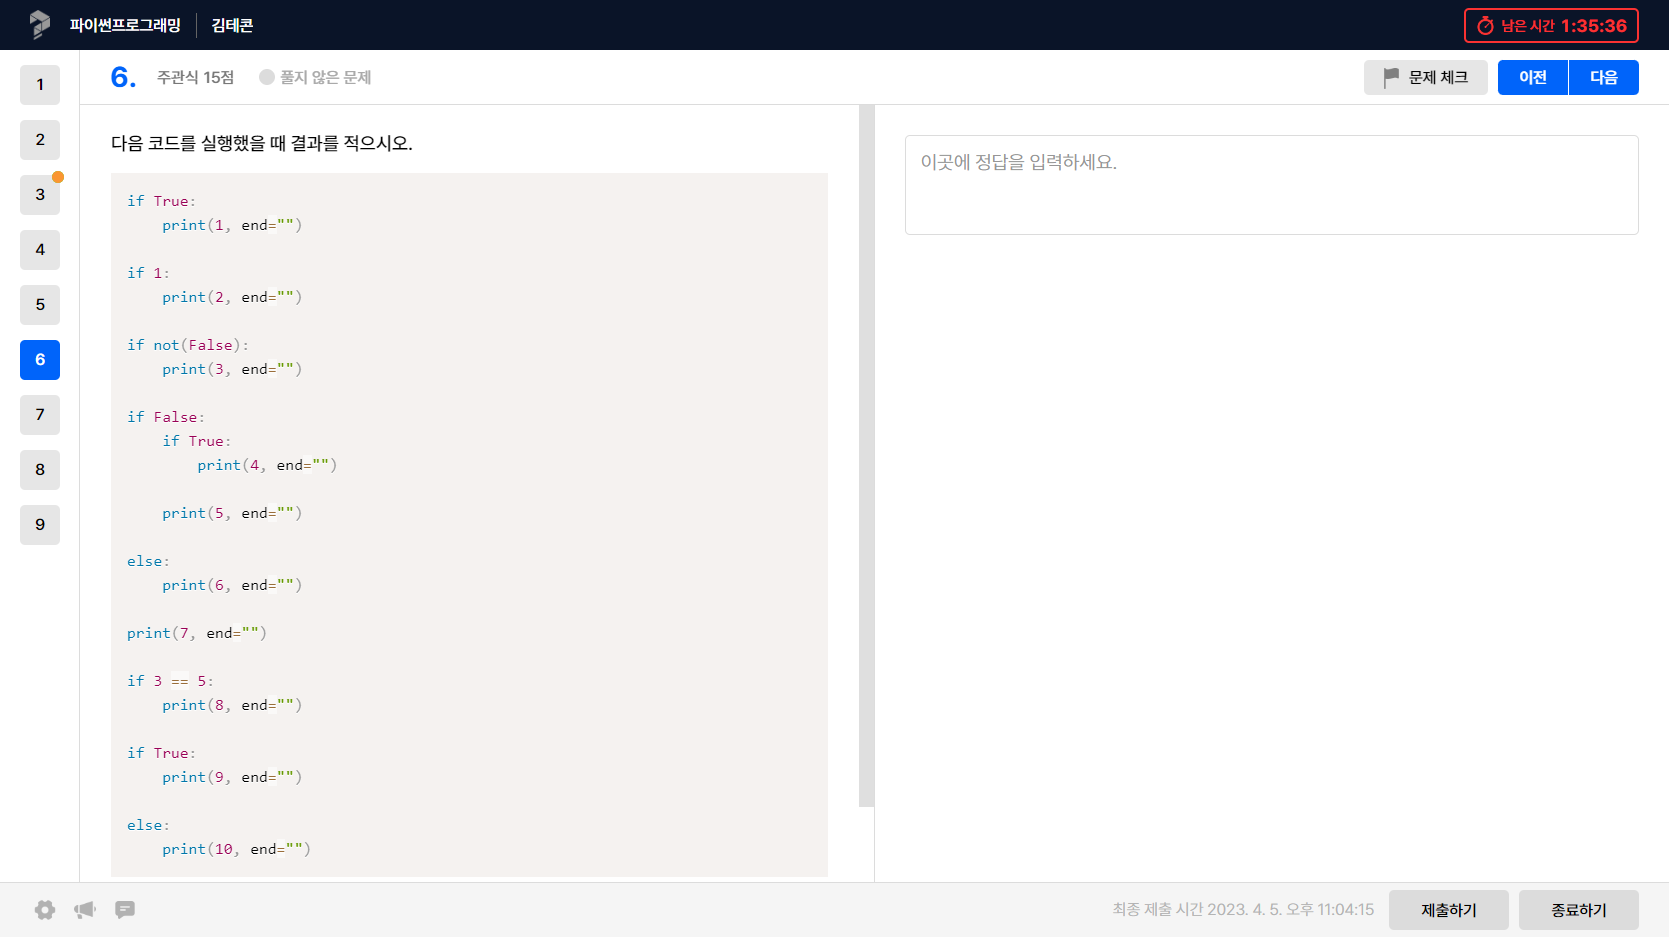 파이썬프로그래밍 김테콘 남은 시간 1:35:36
6. 주관식 15점 풀지 않은 문제 문제 체크 이전 다음
1
2
3
4
5
6
7
8
9
다음 코드를 실행했을 때 결과를 적으시오.
if True:
    print(1, end="")

if 1:
    print(2, end="")

if not(False):
    print(3, end="")

if False:
    if True:
        print(4, end="")

    print(5, end="")

else:
    print(6, end="")

print(7, end="")

if 3 == 5:
    print(8, end="")

if True:
    print(9, end="")

else:
    print(10, end="")
이곳에 정답을 입력하세요.
최종 제출 시간 2023. 4. 5. 오후 11:04:15 제출하기 종료하기